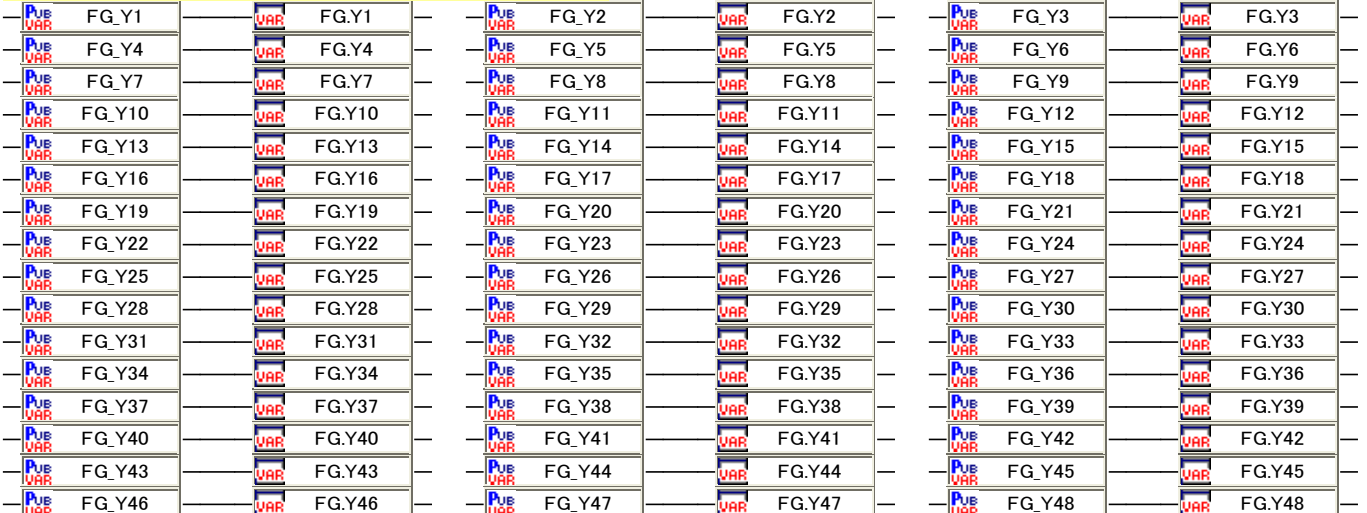 PUB VAR FG_Y1 VAR FG.Y1 PUB VAR FG_Y2 VAR FG.Y2 PUB VAR FG_Y3 VAR FG.Y3
PUB VAR FG_Y4 VAR FG.Y4 PUB VAR FG_Y5 VAR FG.Y5 PUB VAR FG_Y6 VAR FG.Y6
PUB VAR FG_Y7 VAR FG.Y7 PUB VAR FG_Y8 VAR FG.Y8 PUB VAR FG_Y9 VAR FG.Y9
PUB VAR FG_Y10 VAR FG.Y10 PUB VAR FG_Y11 VAR FG.Y11 PUB VAR FG_Y12 VAR FG.Y12
PUB VAR FG_Y13 VAR FG.Y13 PUB VAR FG_Y14 VAR FG.Y14 PUB VAR FG_Y15 VAR FG.Y15
PUB VAR FG_Y16 VAR FG.Y16 PUB VAR FG_Y17 VAR FG.Y17 PUB VAR FG_Y18 VAR FG.Y18
PUB VAR FG_Y19 VAR FG.Y19 PUB VAR FG_Y20 VAR FG.Y20 PUB VAR FG_Y21 VAR FG.Y21
PUB VAR FG_Y22 VAR FG.Y22 PUB VAR FG_Y23 VAR FG.Y23 PUB VAR FG_Y24 VAR FG.Y24
PUB VAR FG_Y25 VAR FG.Y25 PUB VAR FG_Y26 VAR FG.Y26 PUB VAR FG_Y27 VAR FG.Y27
PUB VAR FG_Y28 VAR FG.Y28 PUB VAR FG_Y29 VAR FG.Y29 PUB VAR FG_Y30 VAR FG.Y30
PUB VAR FG_Y31 VAR FG.Y31 PUB VAR FG_Y32 VAR FG.Y32 PUB VAR FG_Y33 VAR FG.Y33
PUB VAR FG_Y34 VAR FG.Y34 PUB VAR FG_Y35 VAR FG.Y35 PUB VAR FG_Y36 VAR FG.Y36
PUB VAR FG_Y37 VAR FG.Y37 PUB VAR FG_Y38 VAR FG.Y38 PUB VAR FG_Y39 VAR FG.Y39
PUB VAR FG_Y40 VAR FG.Y40 PUB VAR FG_Y41 VAR FG.Y41 PUB VAR FG_Y42 VAR FG.Y42
PUB VAR FG_Y43 VAR FG.Y43 PUB VAR FG_Y44 VAR FG.Y44 PUB VAR FG_Y45 VAR FG.Y45
PUB VAR FG_Y46 VAR FG.Y46 PUB VAR FG_Y47 VAR FG.Y47 PUB VAR FG_Y48 VAR FG.Y48